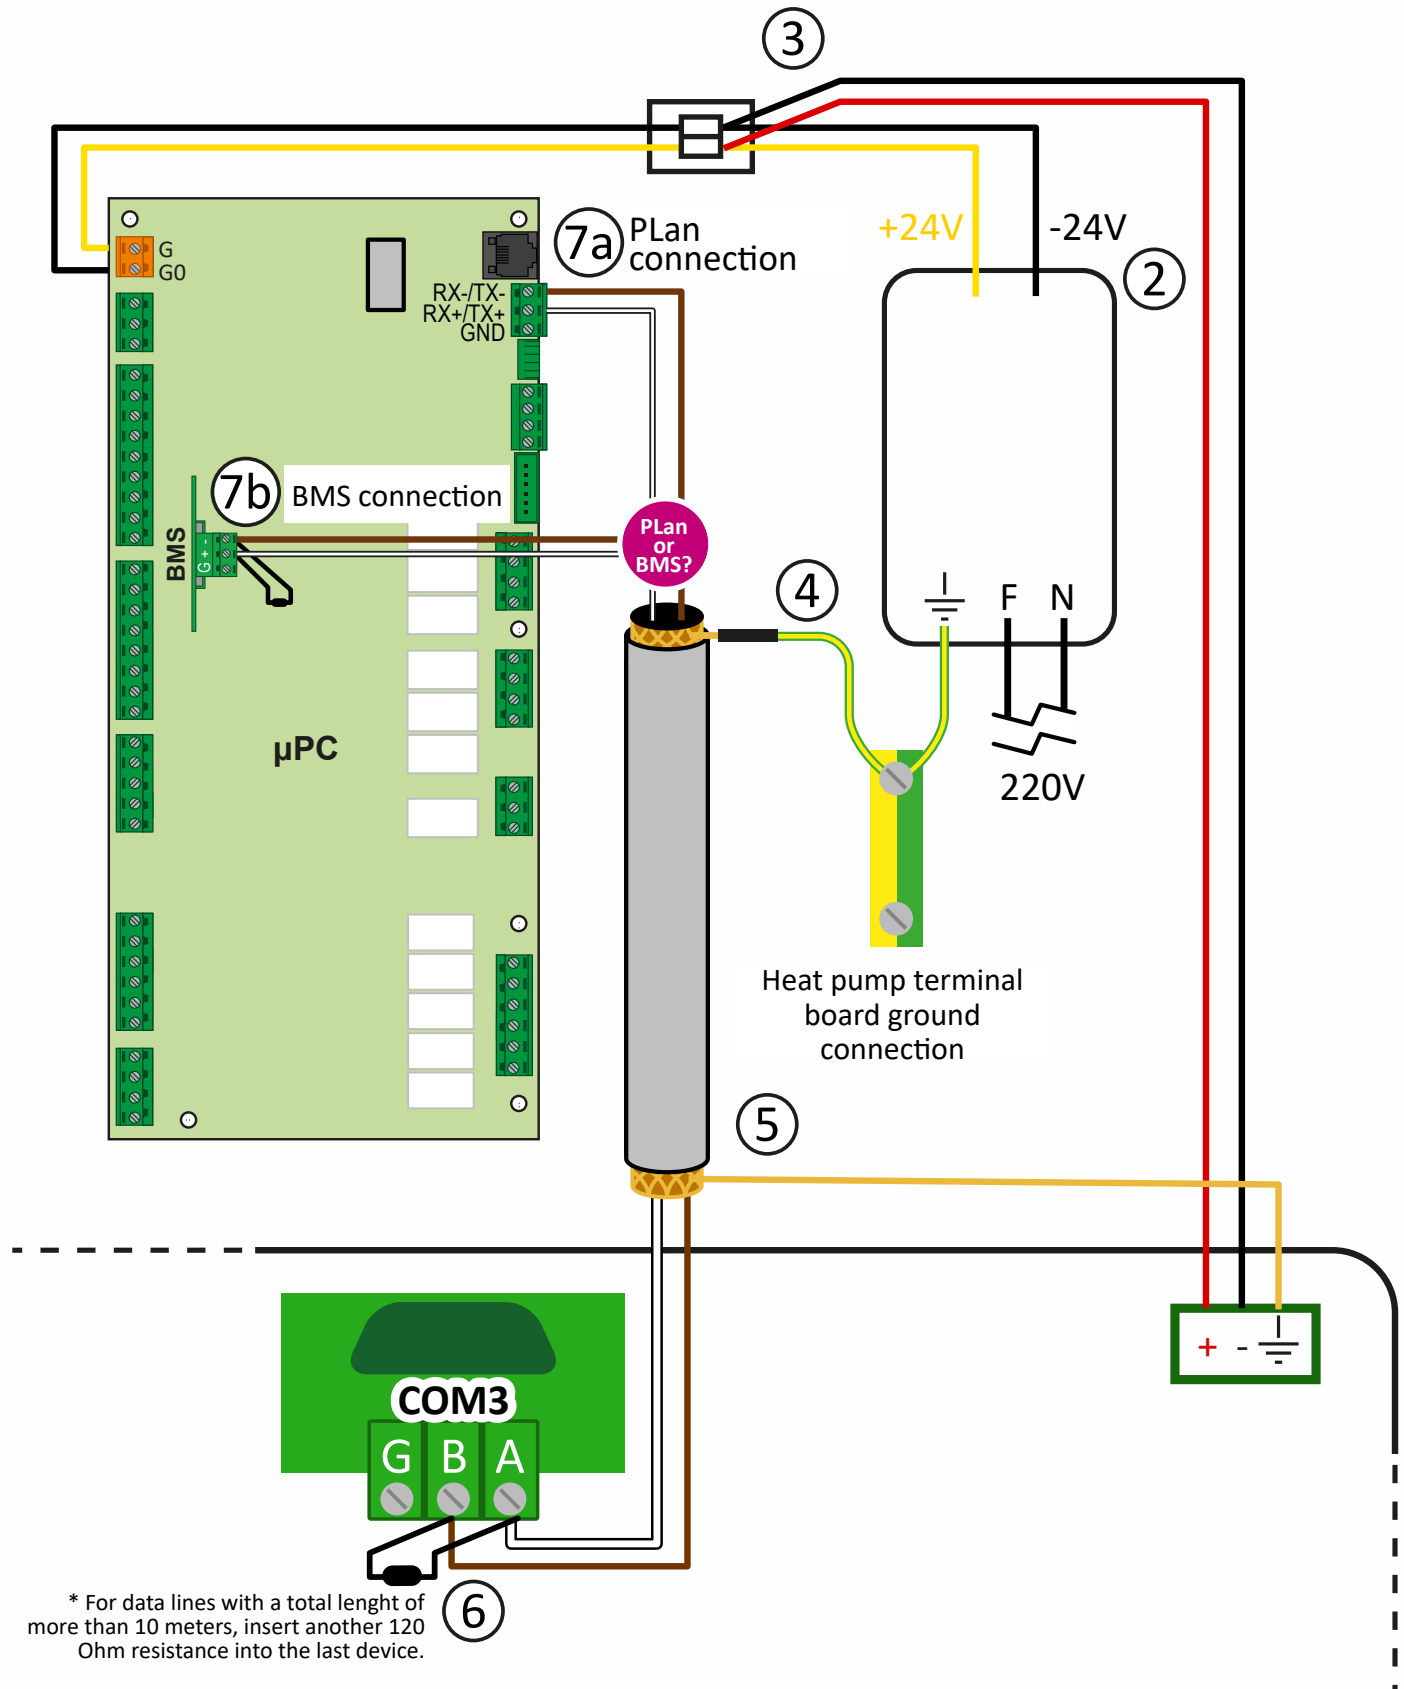 3
+24V
-24V
2
G
G0
7a
PLan
connection
RX-/TX-
RX+/TX+
GND
7b
BMS connection
BMS
G + -
PLan
or
BMS?
4
F
N
220V
µPC
Heat pump terminal
board ground
connection
5
+ -
COM3
G
B
A
6
* For data lines with a total lenght of
more than 10 meters, insert another 120
Ohm resistance into the last device.